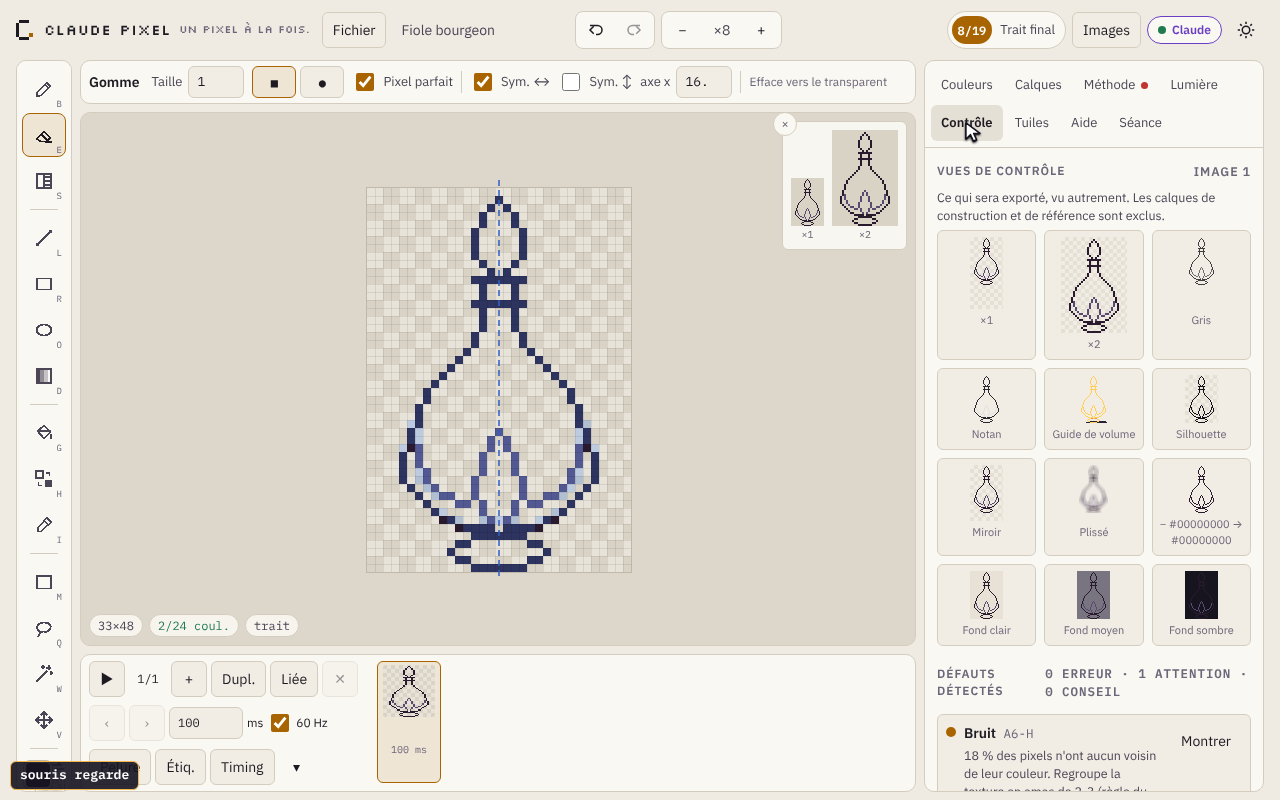 CLAUDE PIXEL UN PIXEL À LA FOIS. Fichier Fiole bourgeon − ×8 + 8/19 Trait final Images Claude
Gomme Taille 1 ■ ● Pixel parfait Sym. ↔ Sym. ↕ axe x 16. Efface vers le transparent
B
E
S
L
R
O
D
G
H
I
M
Q
W
V
×
×1 ×2
33×48 2/24 coul. trait
▶ 1/1 + Dupl. Liée ×
‹ › 100 ms 60 Hz
Étiq. Timing ▼
100 ms
souris regarde
Couleurs Calques Méthode Lumière
Contrôle Tuiles Aide Séance
VUES DE CONTRÔLE IMAGE 1
Ce qui sera exporté, vu autrement. Les calques de
construction et de référence sont exclus.
×1 ×2 Gris
Notan Guide de volume Silhouette
Miroir Plissé − #00000000 →
#00000000
Fond clair Fond moyen Fond sombre
DÉFAUTS
DÉTECTÉS
0 ERREUR · 1 ATTENTION ·
0 CONSEIL
Bruit A6-H Montrer
18 % des pixels n'ont aucun voisin
de leur couleur. Regroupe la